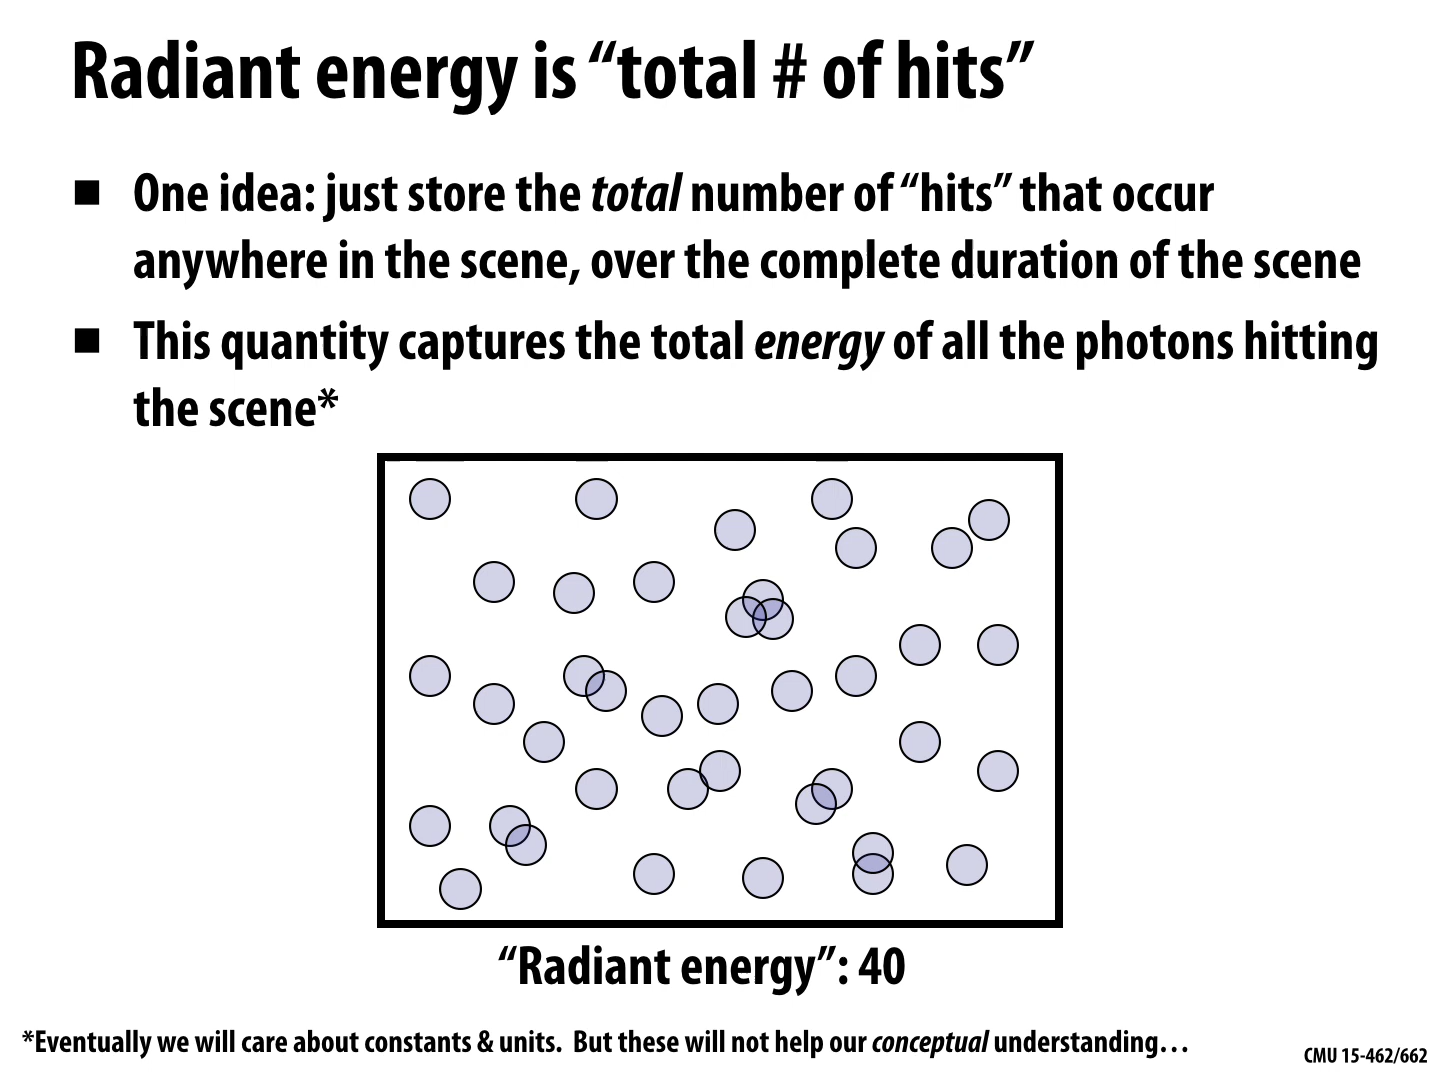 Radiant energy is “total # of hits”
■ One idea: just store the total number of “hits” that occur
anywhere in the scene, over the complete duration of the scene
■ This quantity captures the total energy of all the photons hitting
the scene*
“Radiant energy”: 40
*Eventually we will care about constants & units.  But these will not help our conceptual understanding…
CMU 15-462/662